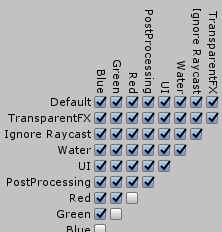 Blue
Green
Red
PostProcessing
UI
Water
Ignore Raycast
TransparentFX
Default
TransparentFX
Ignore Raycast
Water
UI
PostProcessing
Red
Green
Blue